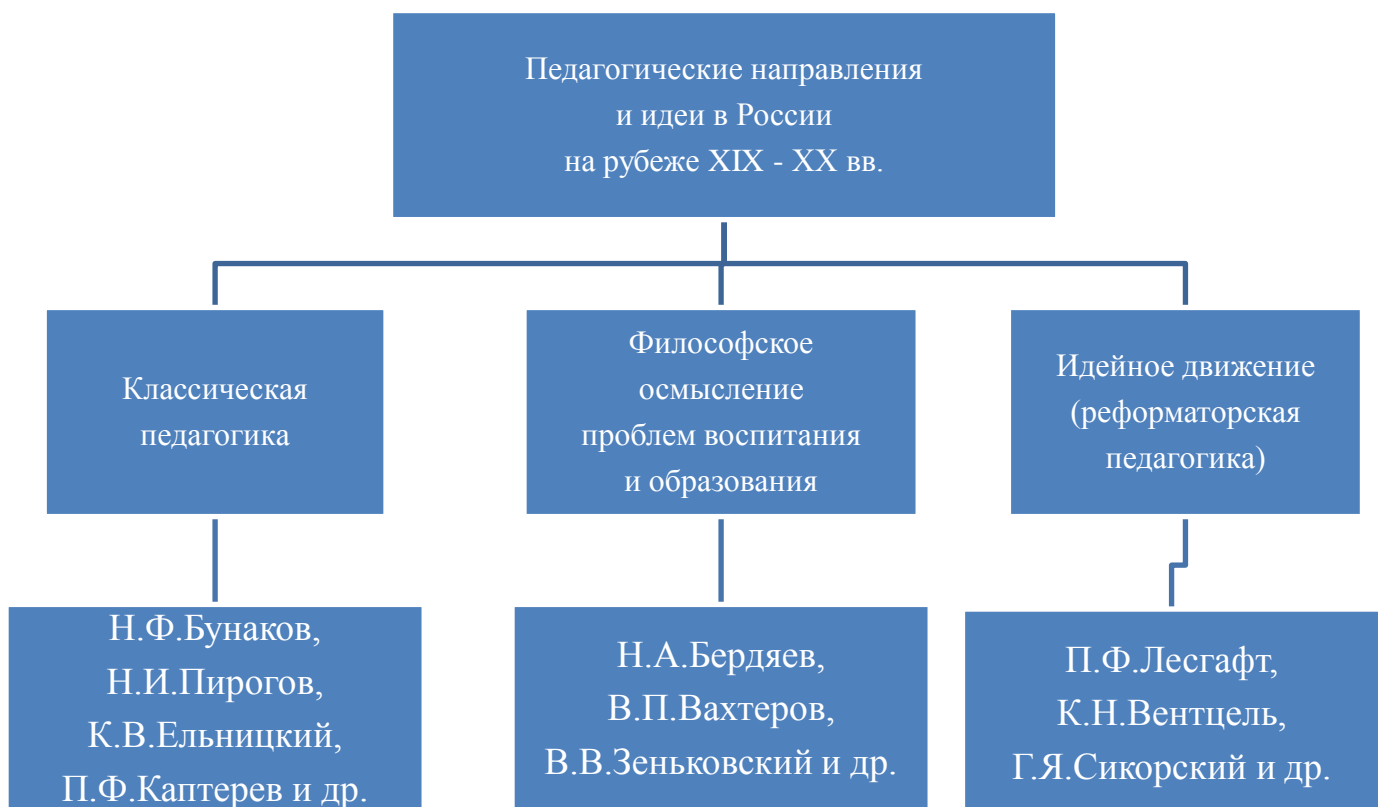 Педагогические направления
и идеи в России
на рубеже XIX - XX вв.
Классическая
педагогика
Философское
осмысление
проблем воспитания
и образования
Идейное движение
(реформаторская
педагогика)
Н.Ф.Бунаков,
Н.И.Пирогов,
К.В.Ельницкий,
П.Ф.Каптерев и др.
Н.А.Бердяев,
В.П.Вахтеров,
В.В.Зеньковский и др.
П.Ф.Лесгафт,
К.Н.Вентцель,
Г.Я.Сикорский и др.